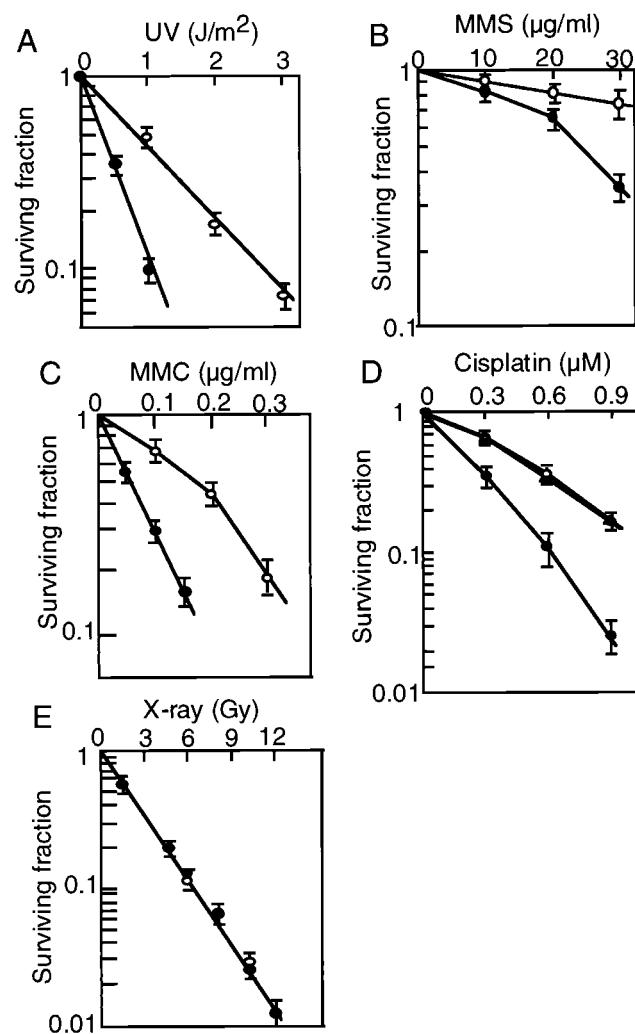 A
UV (J/m²)
0 1 2 3
1
0.1
Survivng fraction
B
MMS (µg/ml)
0 10 20 30
1
0.1
Surviving fraction
C
MMC (µg/ml)
0 0.1 0.2 0.3
1
0.1
Surviving fraction
D
Cisplatin (µM)
0 0.3 0.6 0.9
1
0.1
0.01
Surviving fraction
E
X-ray (Gy)
0 3 6 9 12
1
0.1
0.01
Surviving fraction